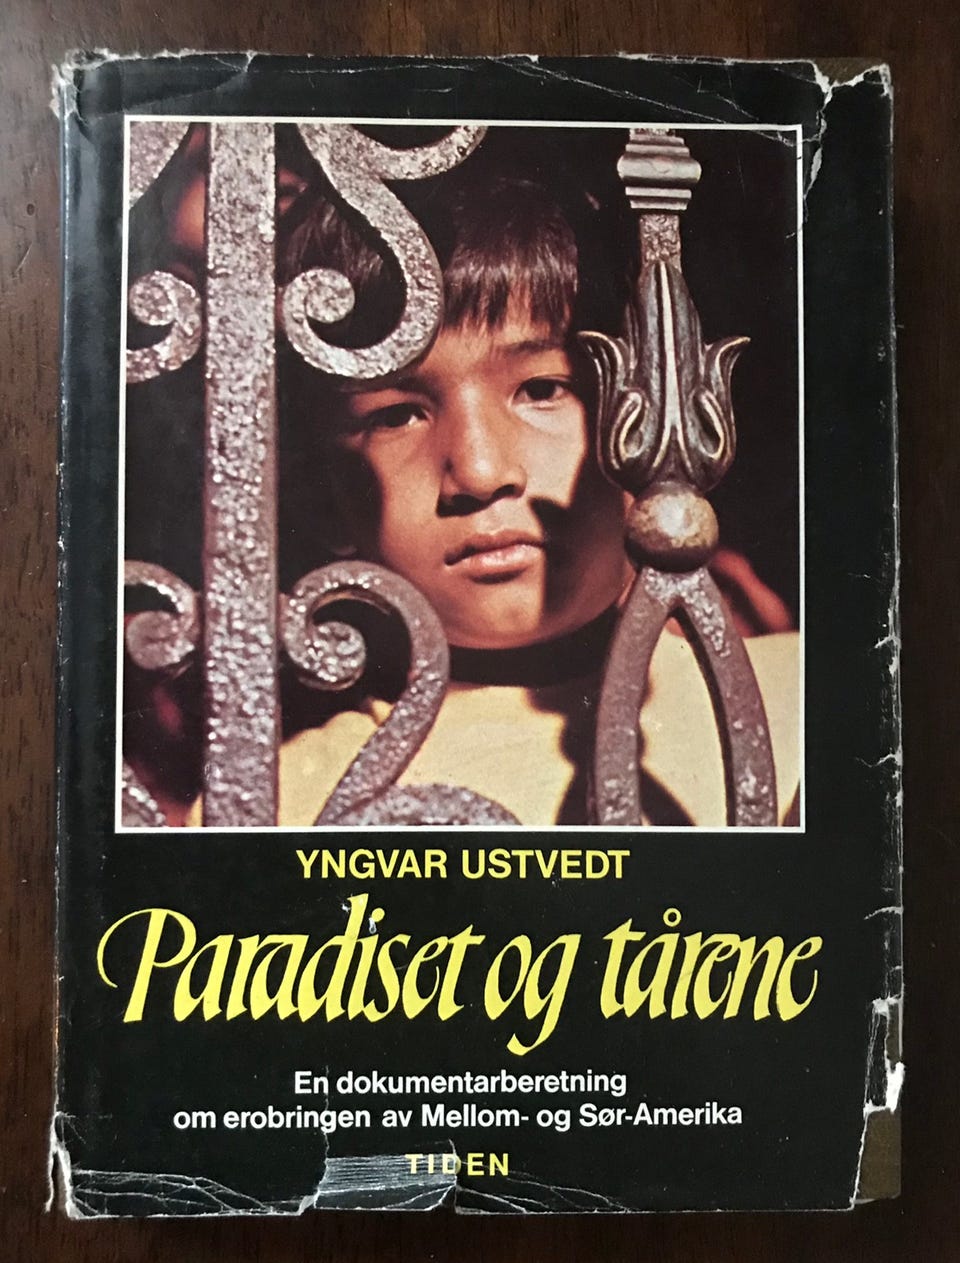 YNGVAR USTVEDT
Paradiset og tårene
En dokumentarberetning
om erobringen av Mellom- og Sør-Amerika
TIDEN